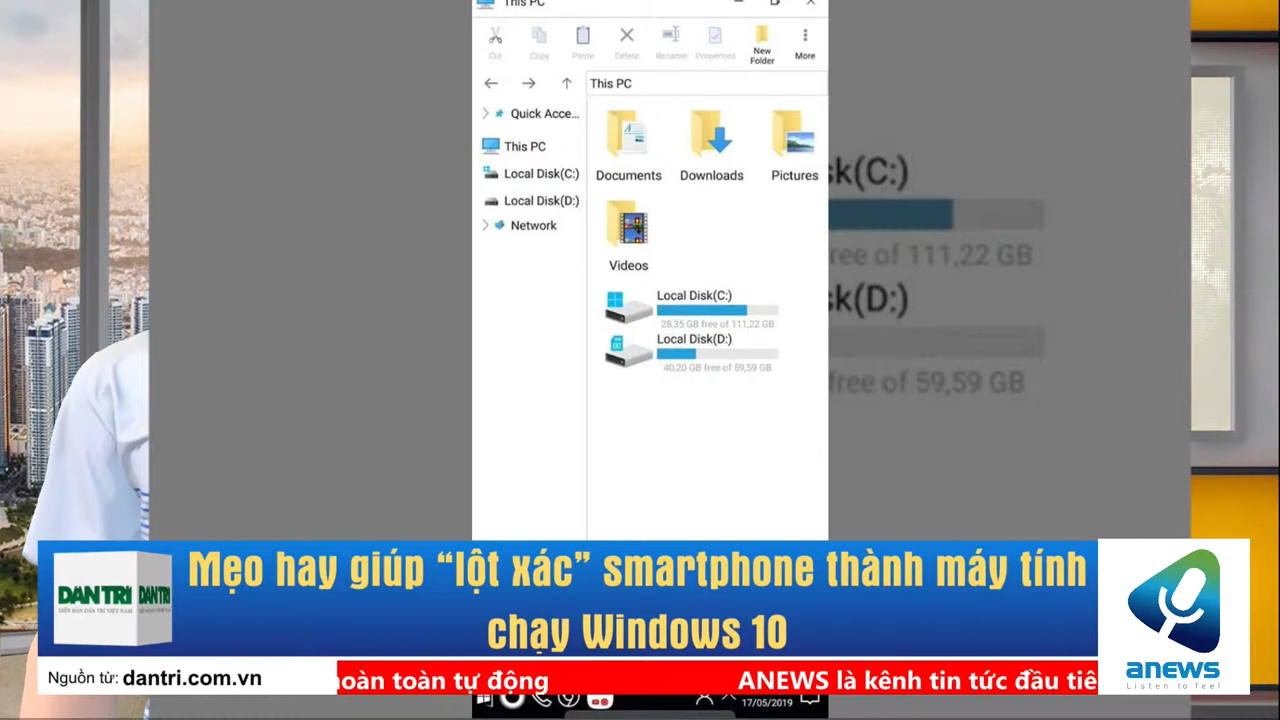 This PC
Cut
Copy
Paste
Delete
Rename
Properties
New
Folder
More
This PC
Quick Acce...
This PC
Local Disk(C:)
Local Disk(D:)
Network
Documents
Downloads
Pictures
Videos
Local Disk(C:)
28,35 GB free of 111,22 GB
Local Disk(D:)
40,20 GB free of 59,59 GB
sk(C:)
ree of 111,22 GB
sk(D:)
free of 59,59 GB
Mẹo hay giúp “lột xác” smartphone thành máy tính
chạy Windows 10
DAN TRI
DAN TRI
Nguồn từ: dantri.com.vn
hoàn toàn tự động
ANEWS là kênh tin tức đầu tiê
anews
Listen to feel
17/05/2019